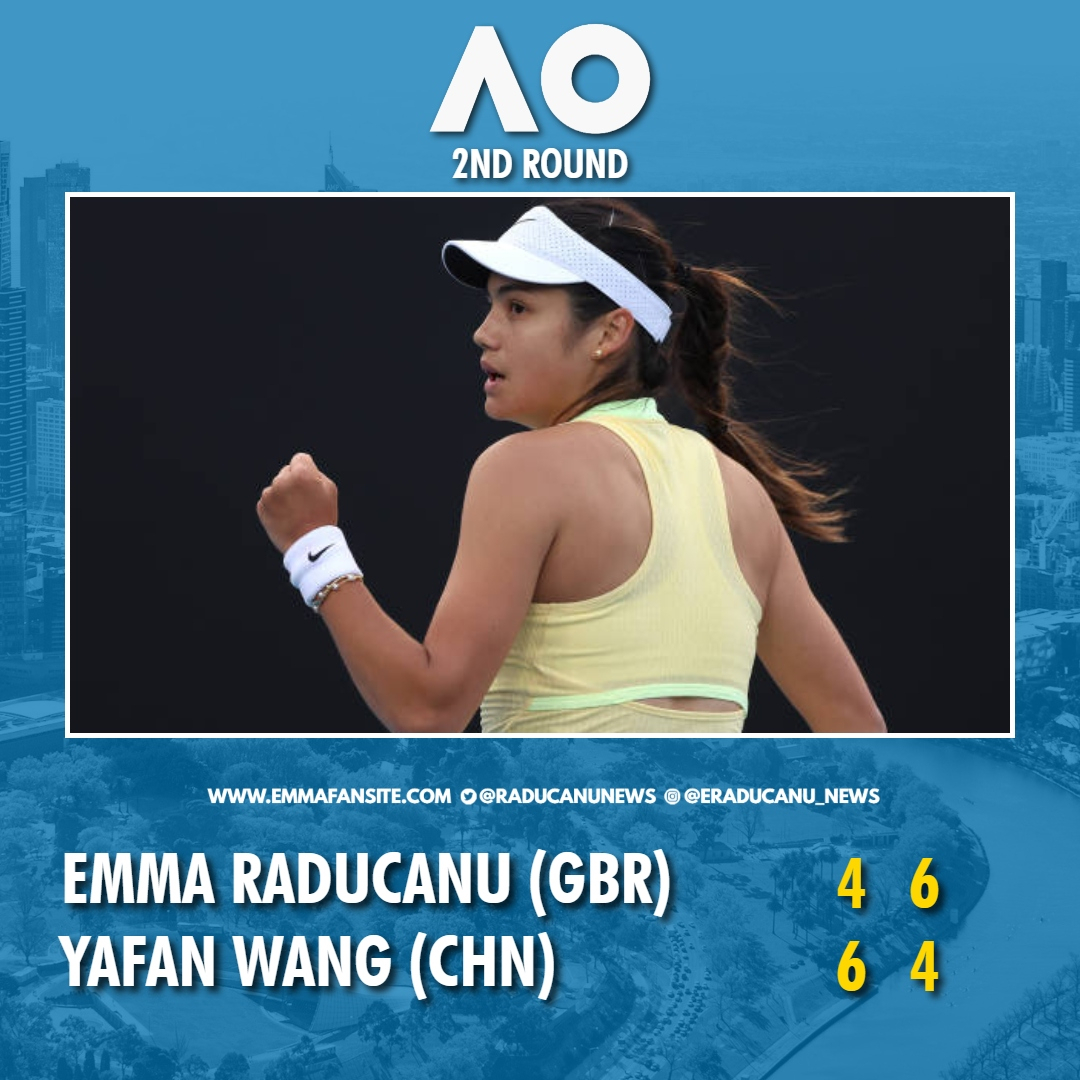 AO
2ND ROUND
WWW.EMMAFANSITE.COM @RADUCANUNEWS @ERADUCANU_NEWS
EMMA RADUCANU (GBR) 4 6
YAFAN WANG (CHN) 6 4